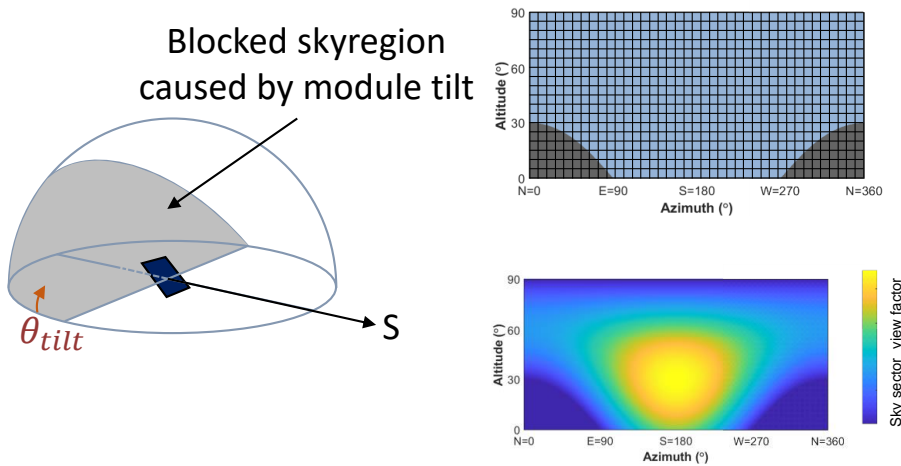 Blocked skyregion
caused by module tilt
θtilt
S
90
60
30
0
Altitude (°)
N=0 E=90 S=180 W=270 N=360
Azimuth (°)
90
60
30
0
Altitude (°)
N=0 E=90 S=180 W=270 N=360
Azimuth (°)
Sky sector view factor